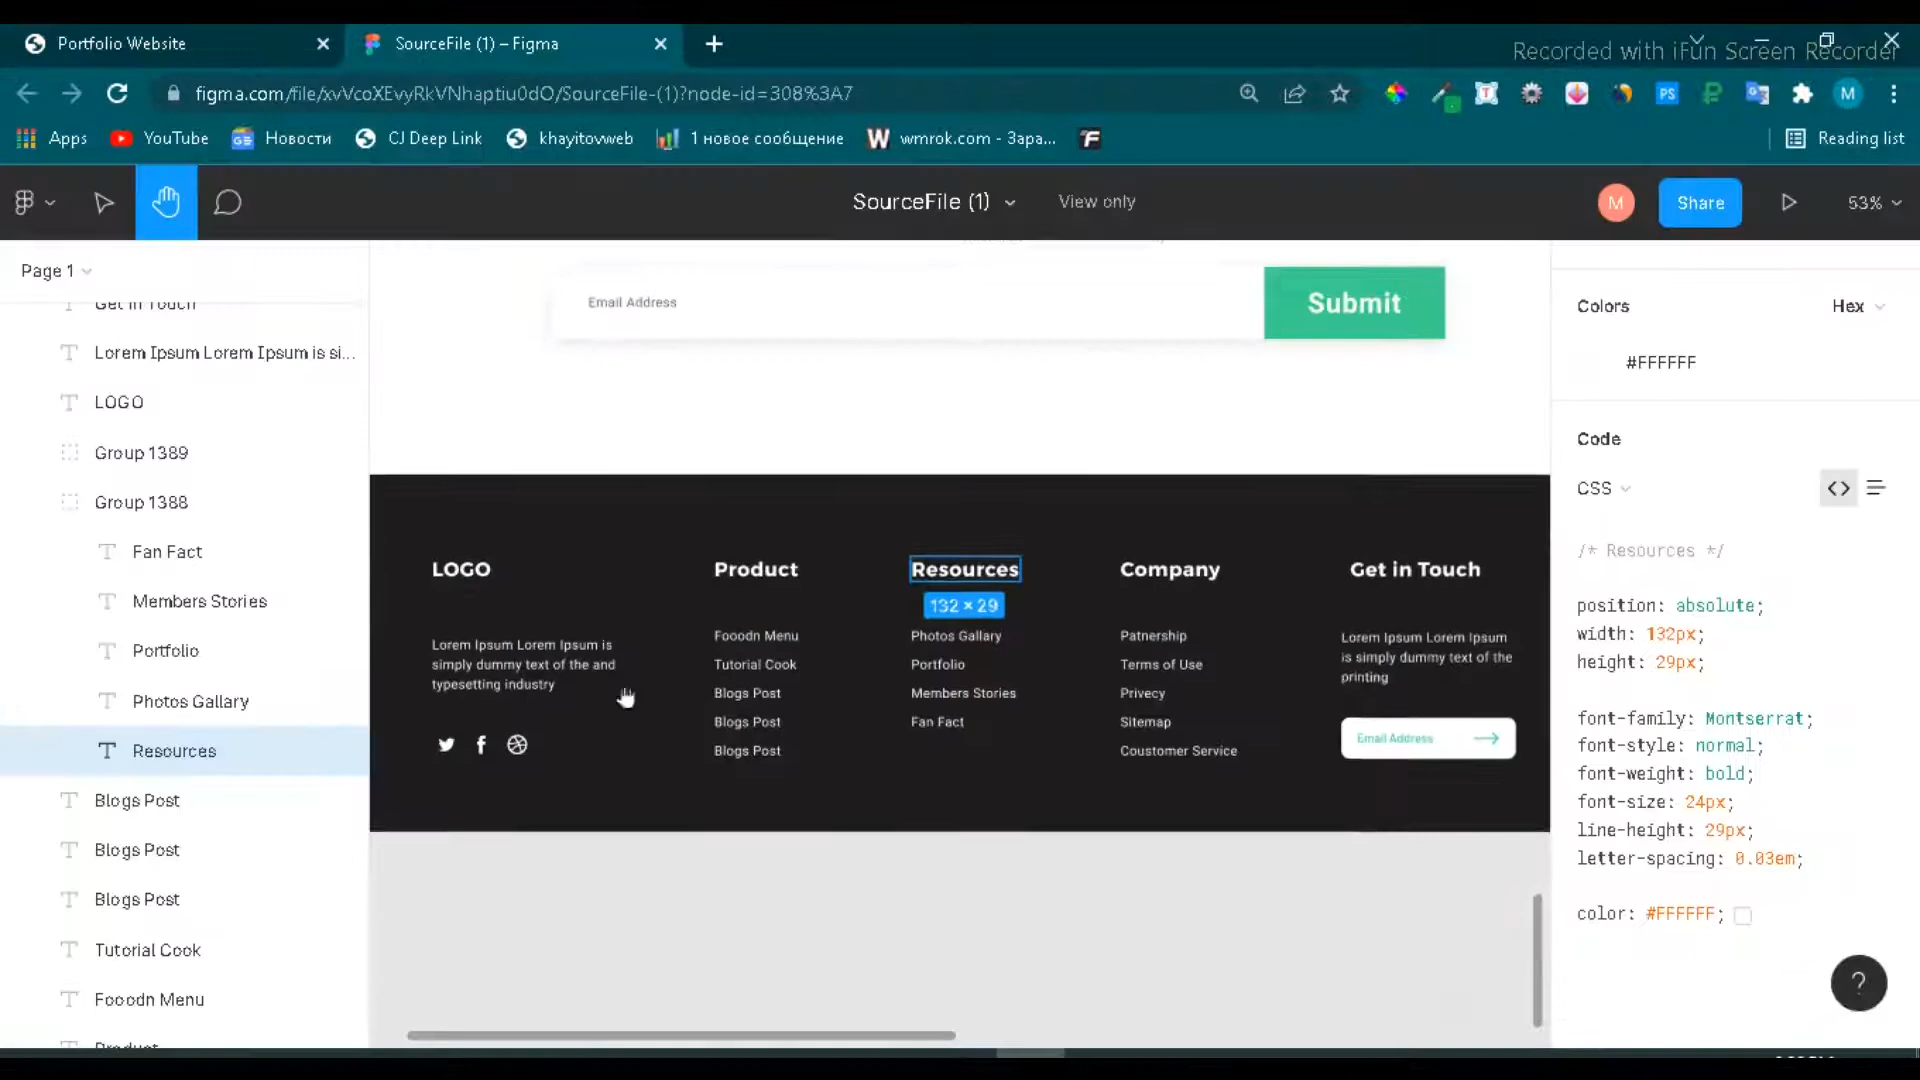 Portfolio Website
SourceFile (1) – Figma
Recorded with iFun Screen Recorder
figma.com/file/xvVcoXEvyRkVNhaptiu0dO/SourceFile-(1)?node-id=308%3A7
PS
M
Apps
YouTube
Новости
CJ Deep Link
khayitovweb
1 новое сообщение
wmrok.com - Зара...
Reading list
SourceFile (1)
View only
M
Share
53%
Page 1
Get in Touch
Lorem Ipsum Lorem Ipsum is si...
LOGO
Group 1389
Group 1388
Fan Fact
Members Stories
Portfolio
Photos Gallary
Resources
Blogs Post
Blogs Post
Blogs Post
Tutorial Cook
Fooodn Menu
Product
Email Address
Submit
LOGO
Lorem Ipsum Lorem Ipsum is
simply dummy text of the and
typesetting industry
Product
Fooodn Menu
Tutorial Cook
Blogs Post
Blogs Post
Blogs Post
Resources
132 × 29
Photos Gallary
Portfolio
Members Stories
Fan Fact
Company
Patnership
Terms of Use
Privacy
Sitemap
Coustomer Service
Get in Touch
Lorem Ipsum Lorem Ipsum
is simply dummy text of the
printing
Email Address
Colors
Hex
#FFFFFF
Code
CSS
/* Resources */
position: absolute;
width: 132px;
height: 29px;
font-family: Montserrat;
font-style: normal;
font-weight: bold;
font-size: 24px;
line-height: 29px;
letter-spacing: 0.03em;
color: #FFFFFF;
?